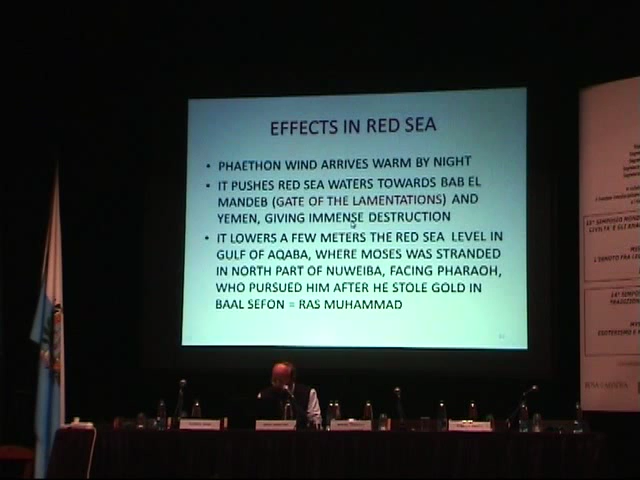 EFFECTS IN RED SEA
• PHAETHON WIND ARRIVES WARM BY NIGHT
• IT PUSHES RED SEA WATERS TOWARDS BAB EL
MANDEB (GATE OF THE LAMENTATIONS) AND
YEMEN, GIVING IMMENSE DESTRUCTION
• IT LOWERS A FEW METERS THE RED SEA LEVEL IN
GULF OF AQABA, WHERE MOSES WAS STRANDED
IN NORTH PART OF NUWEIBA, FACING PHARAOH,
WHO PURSUED HIM AFTER HE STOLE GOLD IN
BAAL SEFON = RAS MUHAMMAD